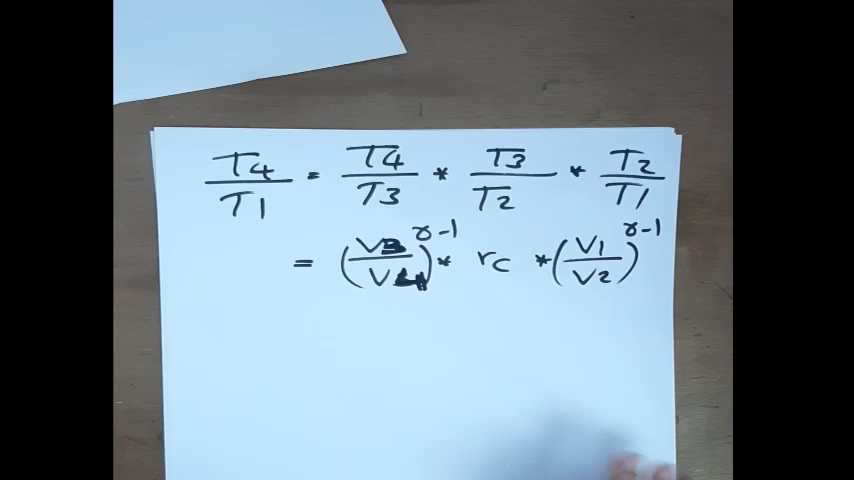 T4/T1 = T4/T3 * T3/T2 * T2/T1
= (V3/V4)^γ-1 * rc * (V1/V2)^γ-1